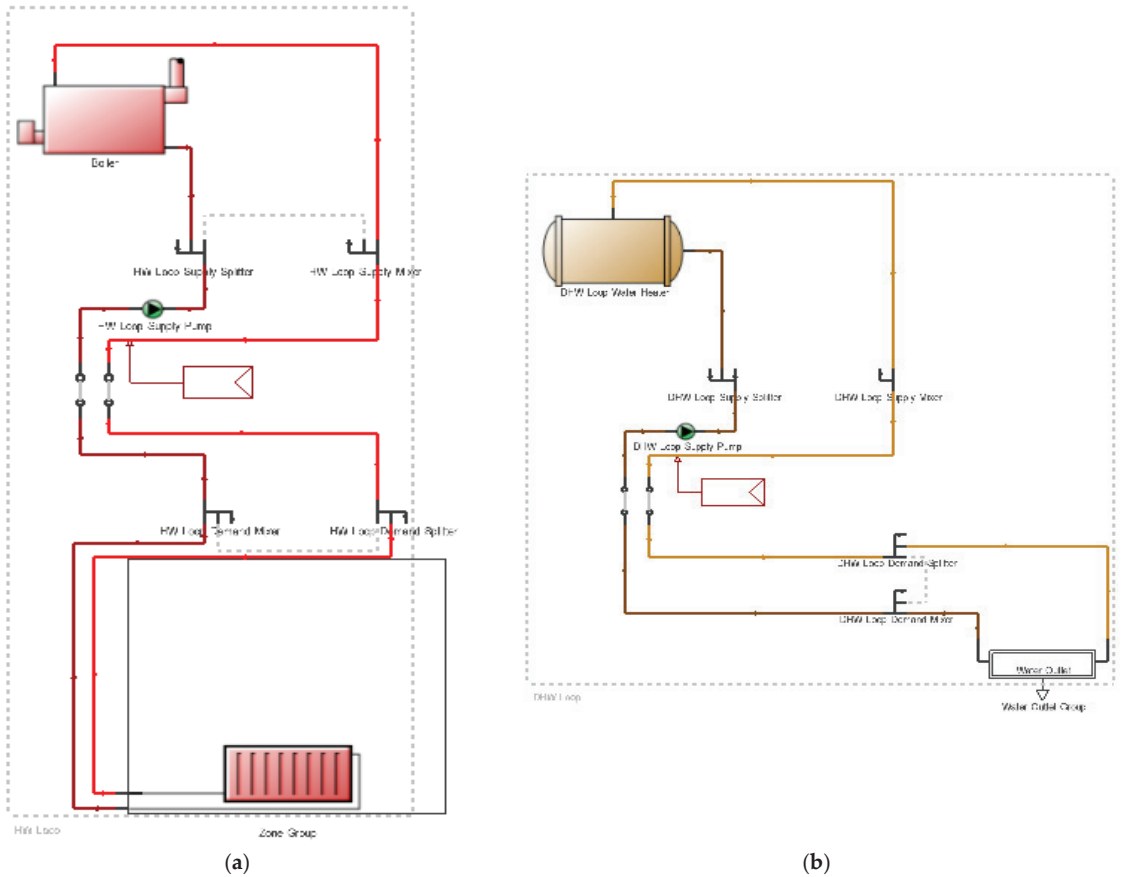 Boiler
HW Loop Supply Splitter
HW Loop Supply Mixer
HW Loop Supply Pump
HW Loop Demand Mixer
HW Loop Demand Splitter
HW Loop
Zone Group
(a)
DHW Loop Water Heater
DHW Loop Supply Splitter
DHW Loop Supply Mixer
DHW Loop Supply Pump
DHW Loop Demand Splitter
DHW Loop Demand Mixer
Water Outlet
DHW Loop
Water Outlet Group
(b)